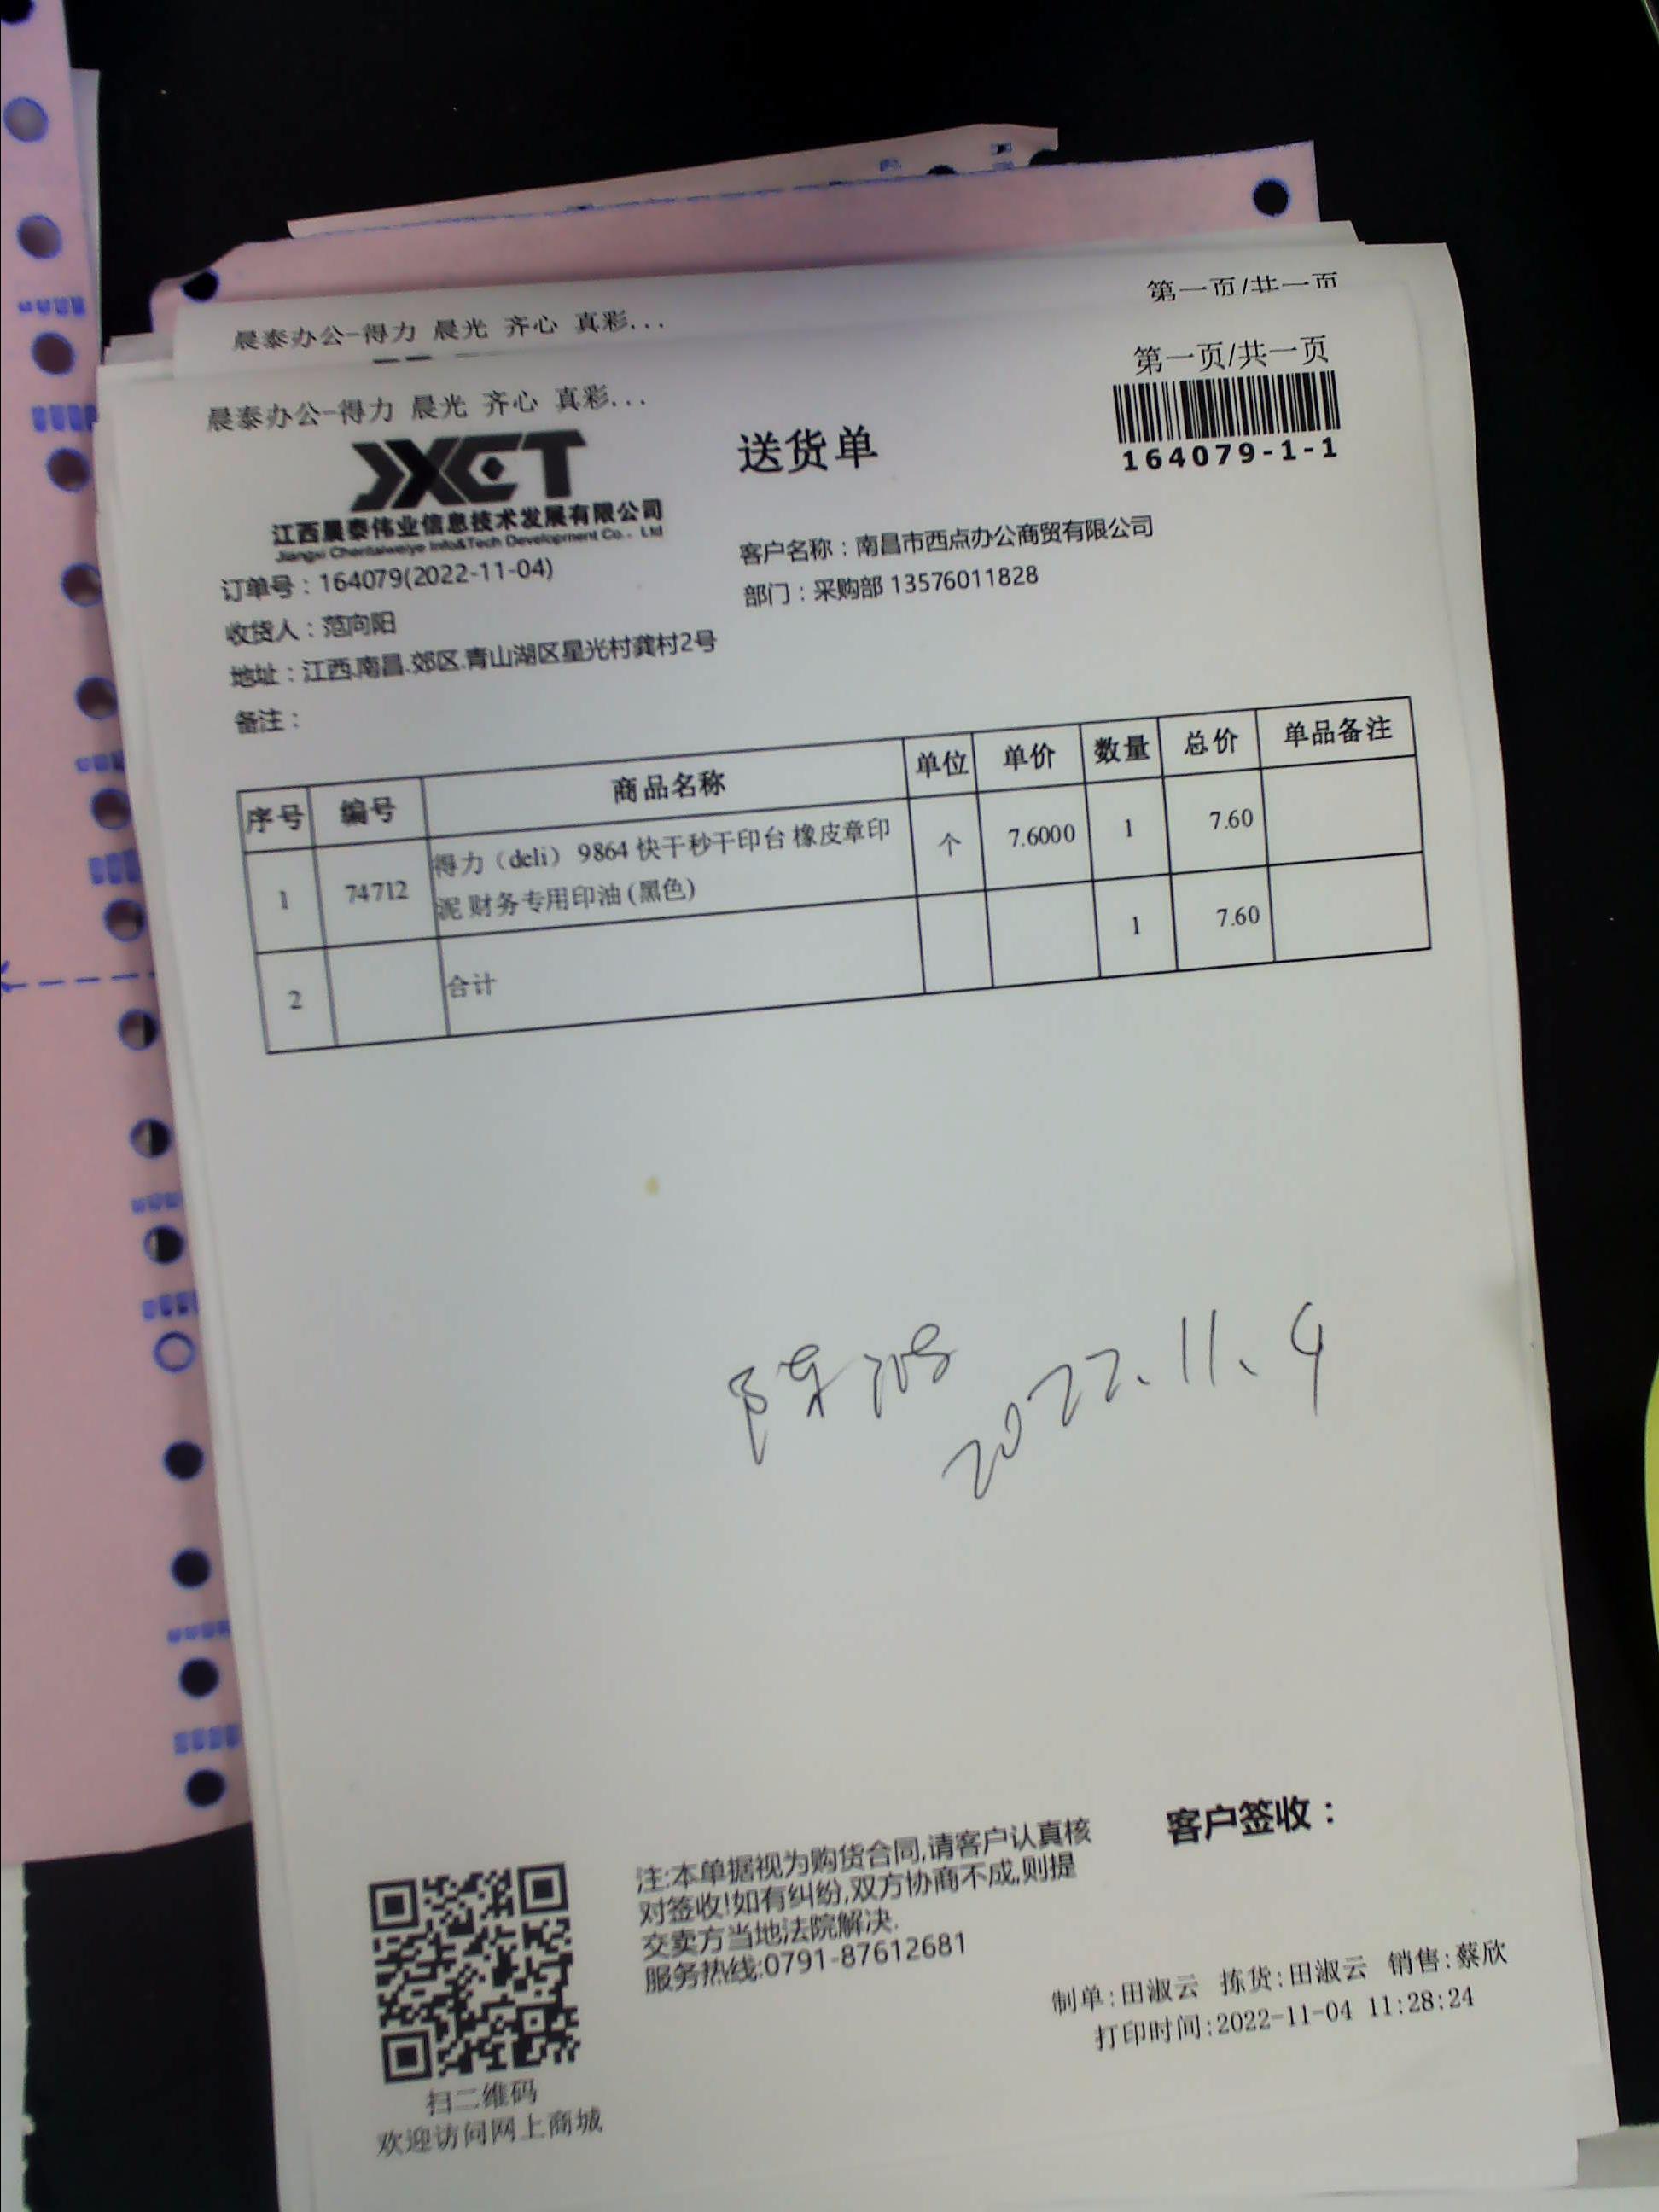 第一页/共一页
晨泰办公-得力 晨光 齐心 真彩...
第一页/共一页
晨泰办公-得力 晨光 齐心 真彩...
164079-1-1
JXCT
送货单
江西晨泰伟业信息技术发展有限公司
Jiangxi Chentaiweiye Info&Tech Development Co., Ltd
订单号：164079(2022-11-04)
客户名称：南昌市西点办公商贸有限公司
收货人：范向阳
部门：采购部 13576011828
地址：江西.南昌.郊区.青山湖区星光村龚村2号
备注：
序号 编号 商品名称 单位 单价 数量 总价 单品备注
1 74712 得力（deli）9864 快干秒干印台 橡皮章印 个 7.6000 1 7.60
泥 财务专用印油(黑色)
2 合计 1 7.60
2022.11.4
客户签收：
注:本单据视为购货合同,请客户认真核
对签收!如有纠纷,双方协商不成,则提
交卖方当地法院解决.
服务热线:0791-87612681
制单:田淑云 拣货:田淑云 销售:蔡欣
打印时间:2022-11-04 11:28:24
扫二维码
欢迎访问网上商城